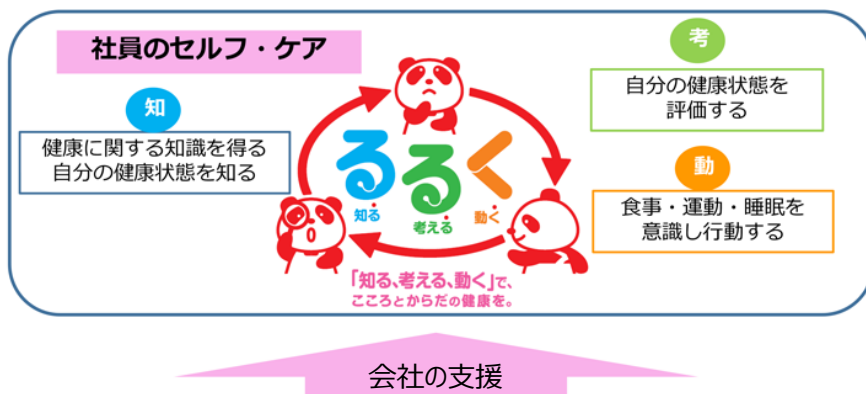 社員のセルフ・ケア
知
健康に関する知識を得る
自分の健康状態を知る
るるく
知る
考える
動く
「知る、考える、動く」で、
こころとからだの健康を。
考
自分の健康状態を
評価する
動
食事・運動・睡眠を
意識し行動する
会社の支援